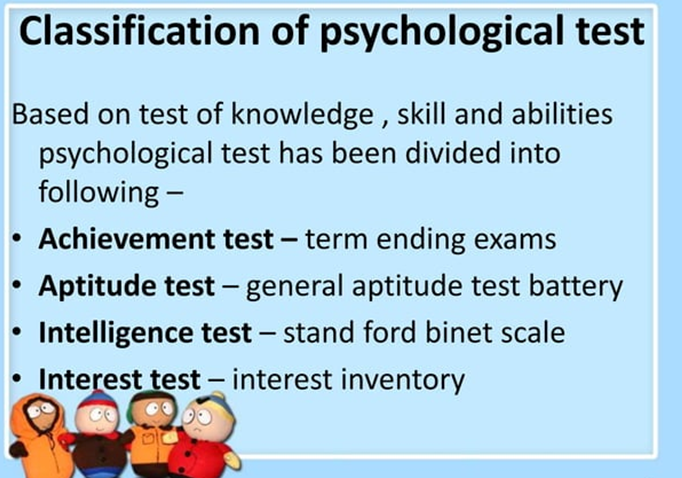 Classification of psychological test
Based on test of knowledge , skill and abilities
psychological test has been divided into
following –
• Achievement test – term ending exams
• Aptitude test – general aptitude test battery
• Intelligence test – stand ford binet scale
• Interest test – interest inventory